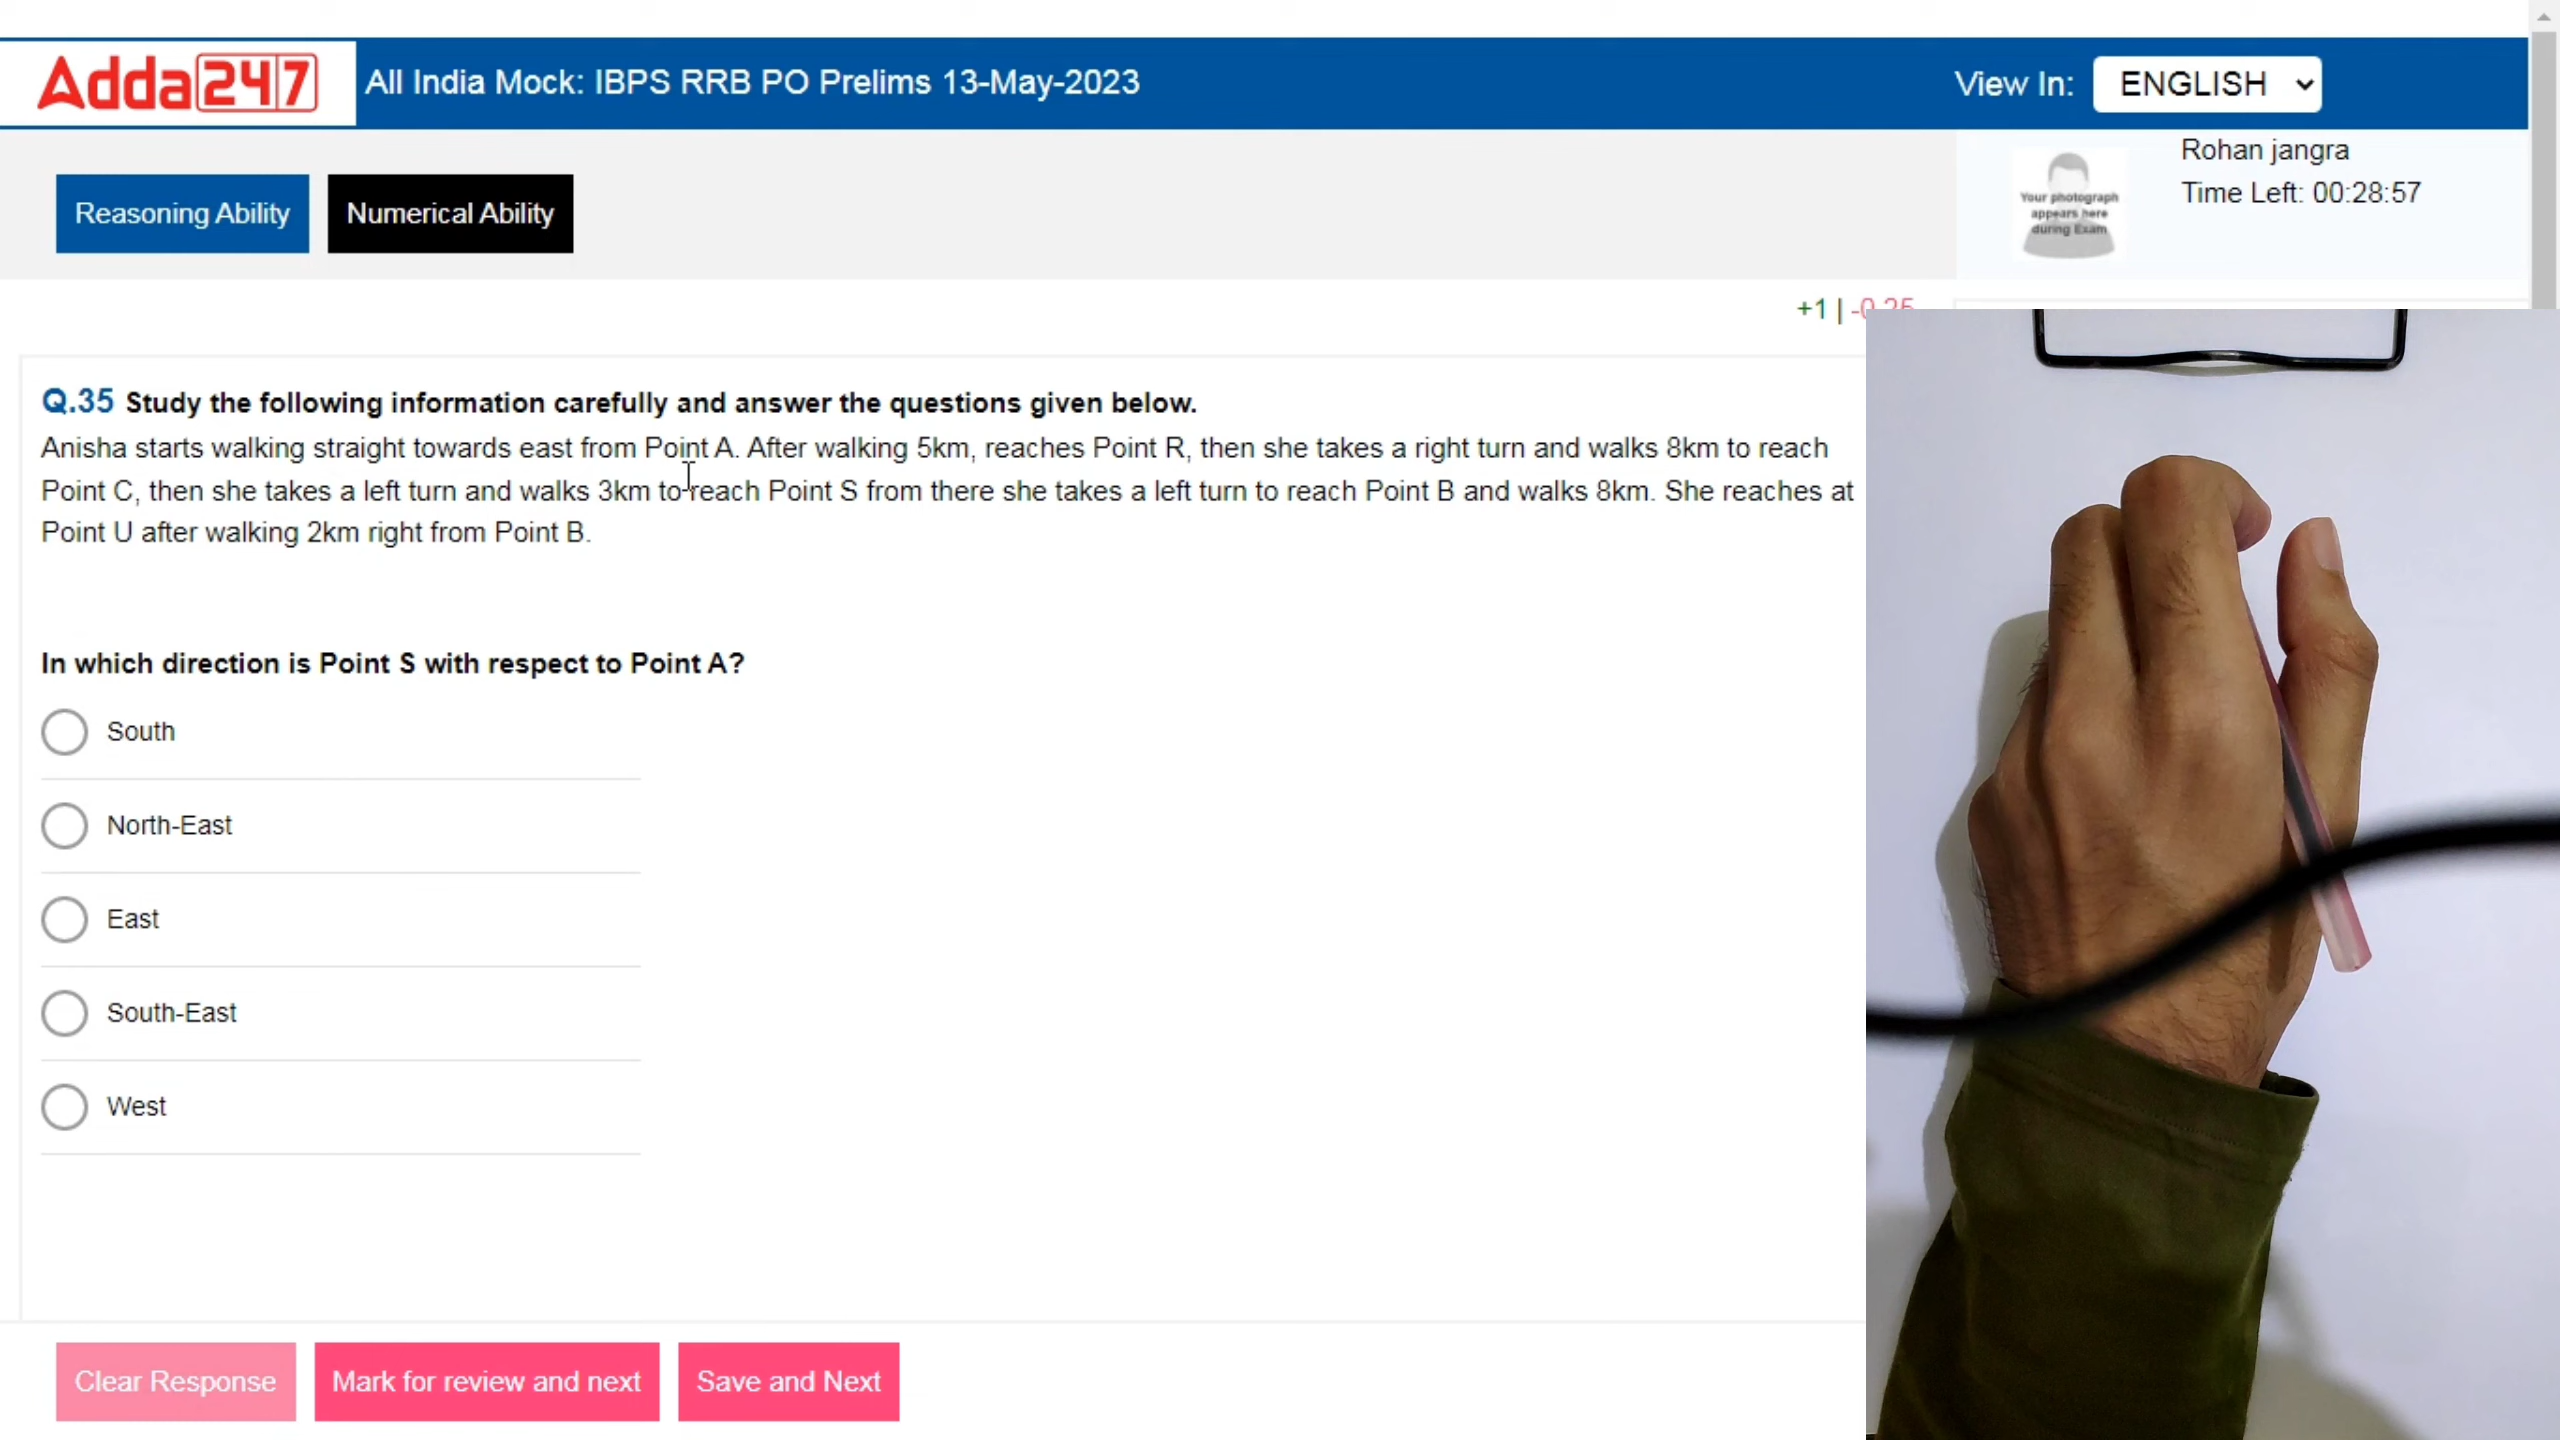 Adda247 All India Mock: IBPS RRB PO Prelims 13-May-2023 View In: ENGLISH
Rohan jangra
Time Left: 00:28:57
Your photograph
appears here
during Exam
Reasoning Ability Numerical Ability
+1 | -0.25
Q.35 Study the following information carefully and answer the questions given below.
Anisha starts walking straight towards east from Point A. After walking 5km, reaches Point R, then she takes a right turn and walks 8km to reach
Point C, then she takes a left turn and walks 3km to reach Point S from there she takes a left turn to reach Point B and walks 8km. She reaches at
Point U after walking 2km right from Point B.
In which direction is Point S with respect to Point A?
South
North-East
East
South-East
West
Clear Response Mark for review and next Save and Next